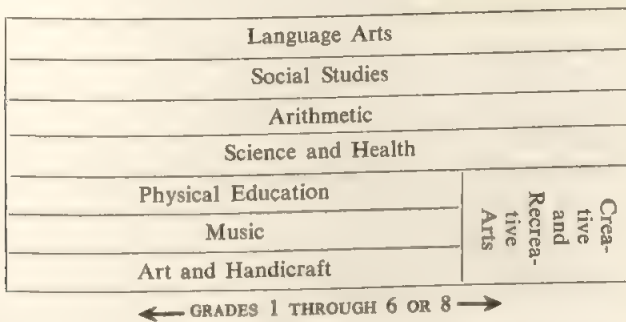 Language Arts
Social Studies
Arithmetic
Science and Health
Physical Education
Music
Art and Handicraft
Crea-
tive
and
Recrea-
tive
Arts
GRADES 1 THROUGH 6 OR 8